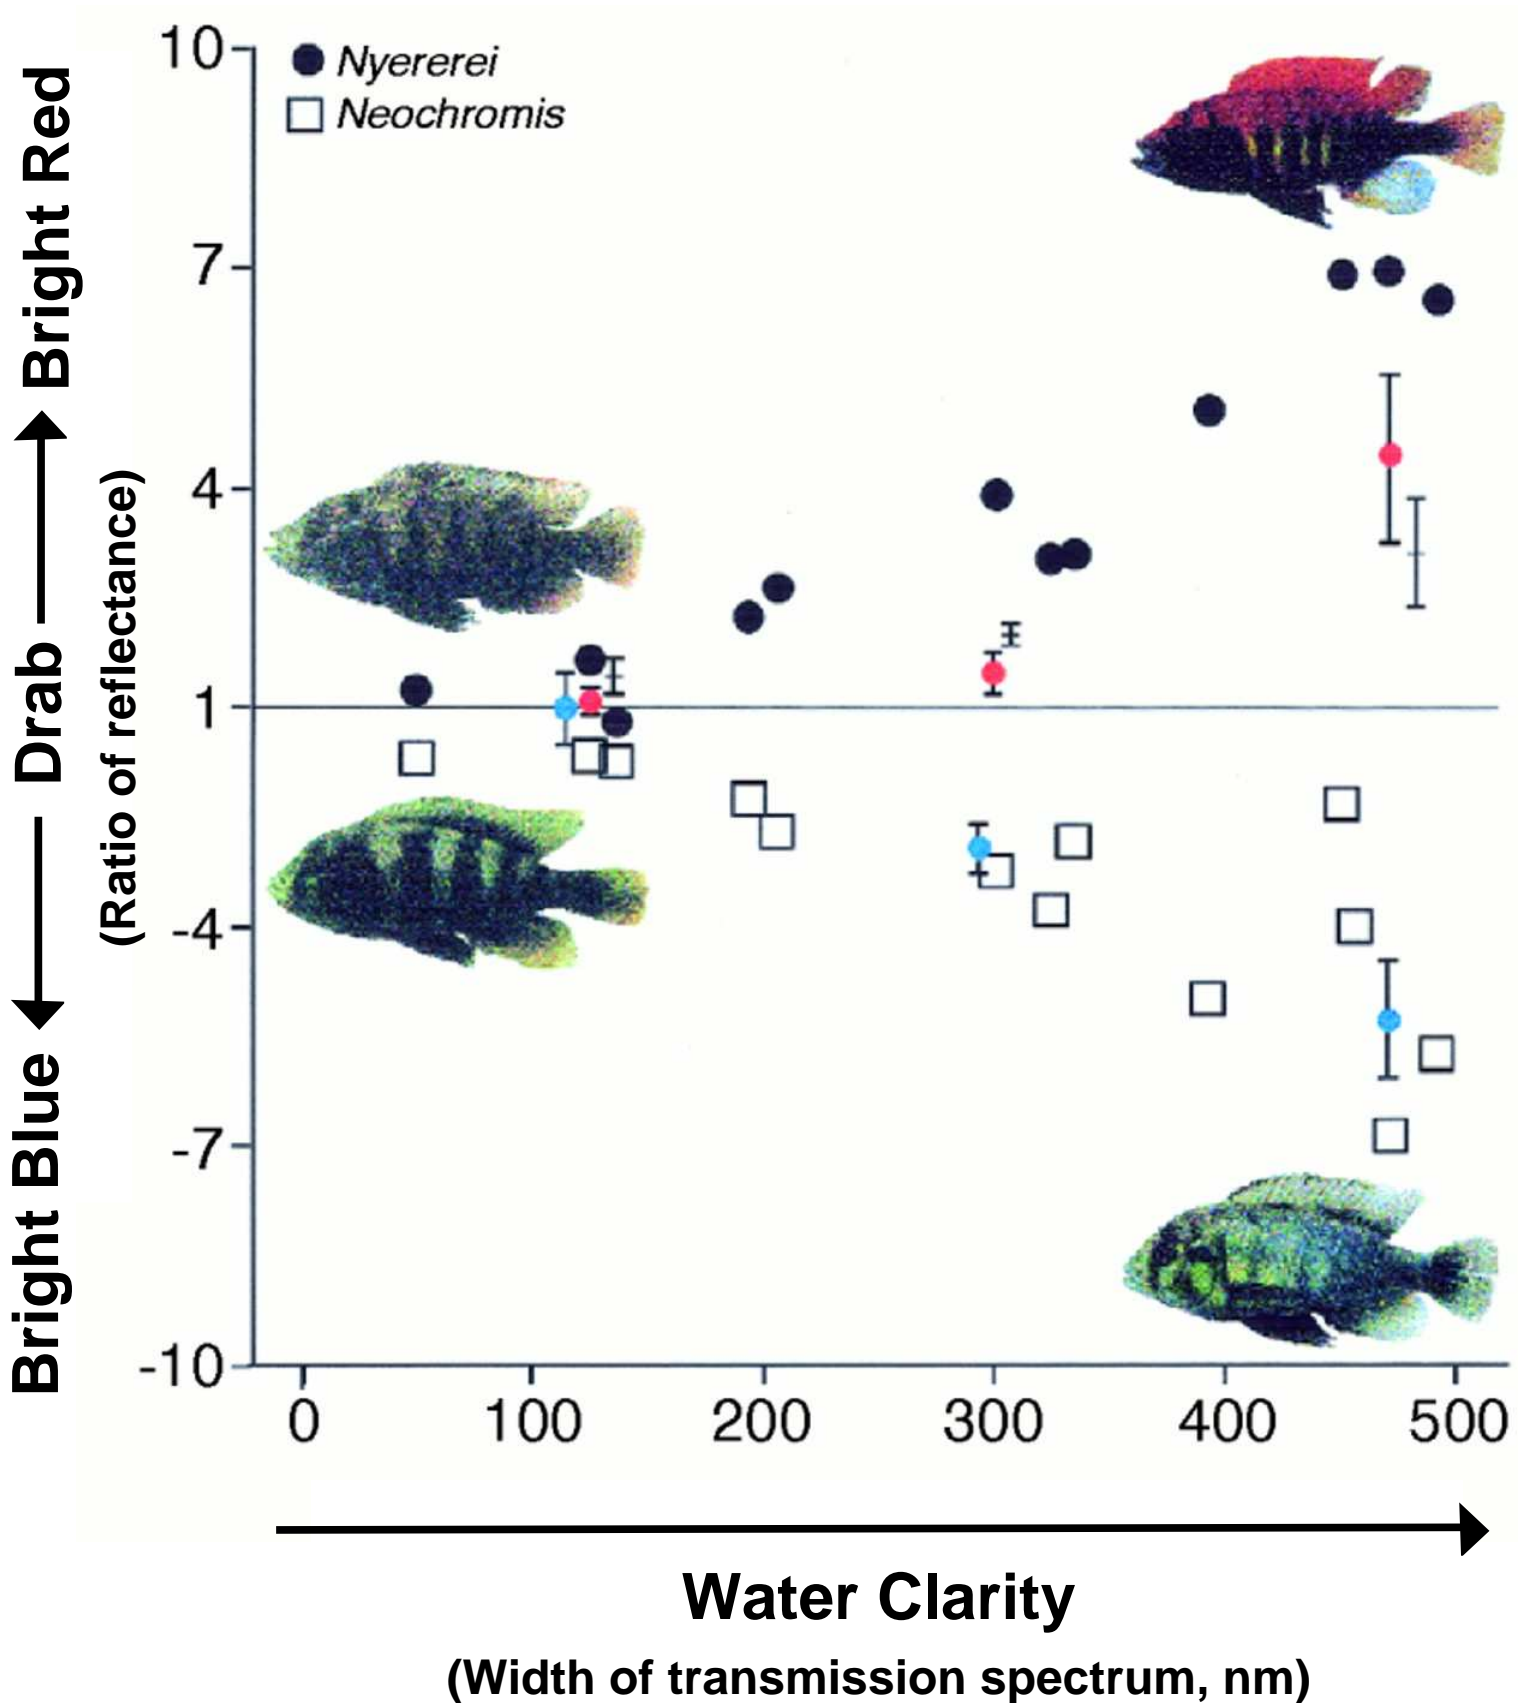 Nyererei
Neochromis
10
7
4
1
-4
-7
-10
Bright Blue
Drab
Bright Red
(Ratio of reflectance)
0 100 200 300 400 500
Water Clarity
(Width of transmission spectrum, nm)